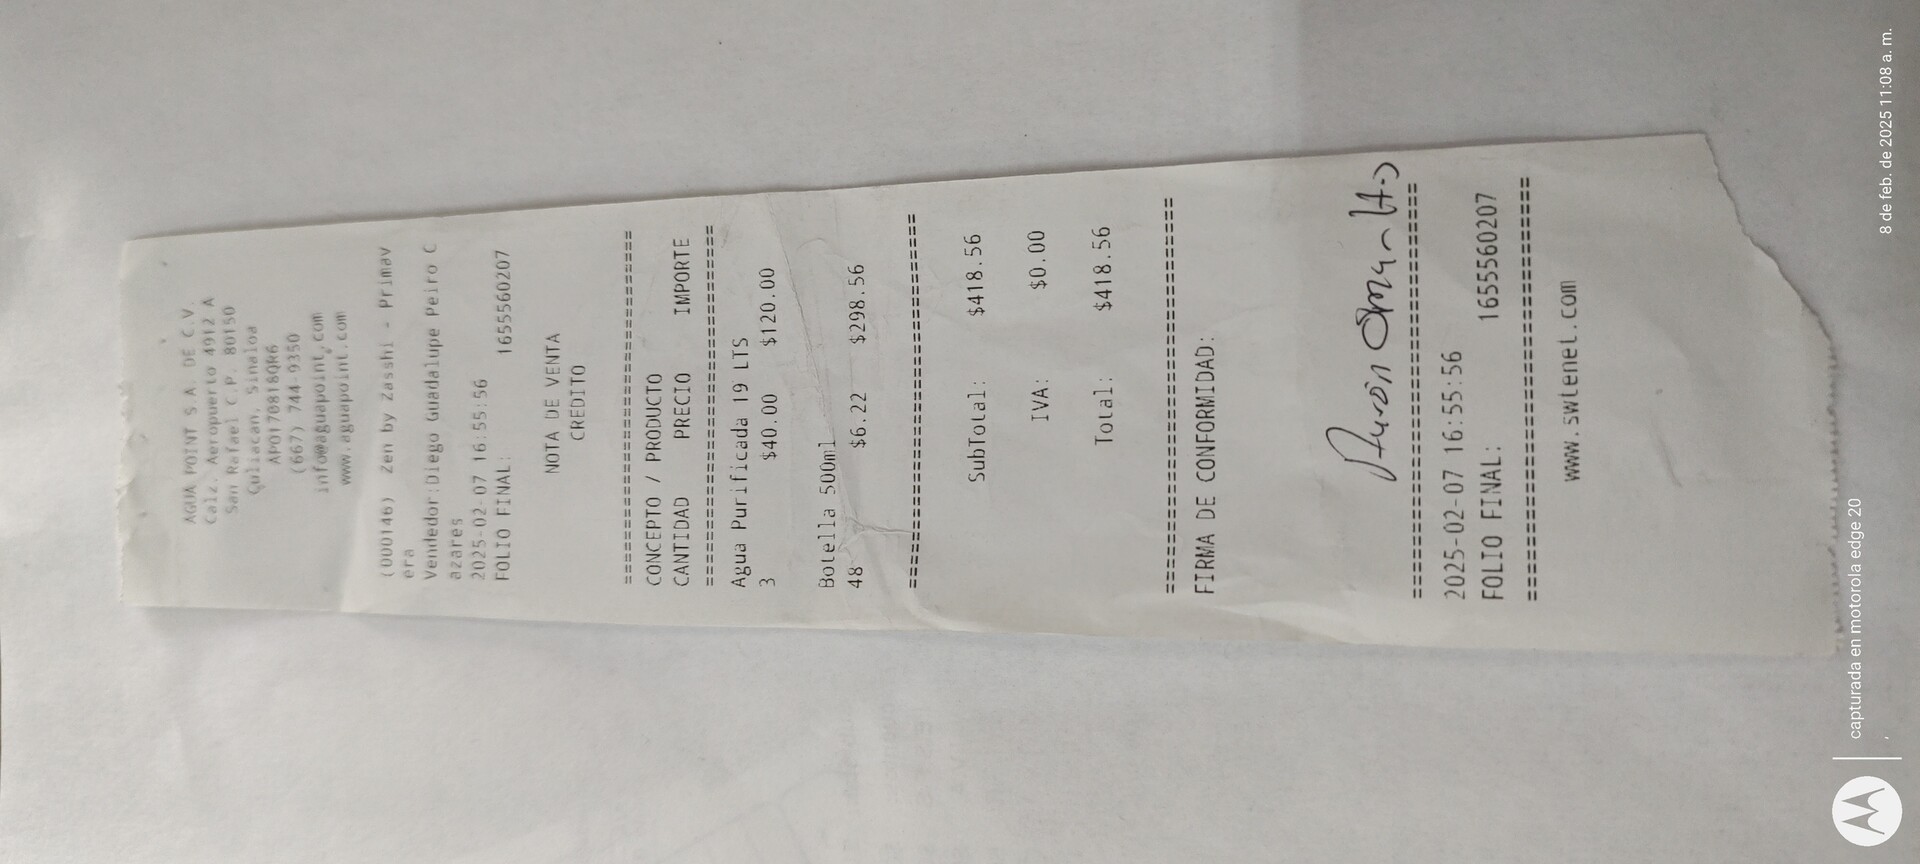 AGUA POINT S.A. DE C.V.
Calz. Aeropuerto 4912 A
San Rafael C.P. 80150
Culiacan, Sinaloa
APO170818QR6
(667) 744-9350
info@aguapoint.com
www.aguapoint.com
(000146) Zen by Zasshi - Primav
era
Vendedor:Diego Guadalupe Peiro C
azares
2025-02-07 16:55:56
FOLIO FINAL: 1655560207
NOTA DE VENTA
CREDITO
================================
CONCEPTO / PRODUCTO
CANTIDAD PRECIO IMPORTE
================================
Agua Purificada 19 LTS
3 $40.00 $120.00
Botella 500ml
48 $6.22 $298.56
================================
SubTotal: $418.56
IVA: $0.00
Total: $418.56
================================
FIRMA DE CONFORMIDAD:
================================
2025-02-07 16:55:56
FOLIO FINAL: 1655560207
================================
www.5wtenel.com
capturada en motorola edge 20
8 de feb. de 2025 11:08 a. m.